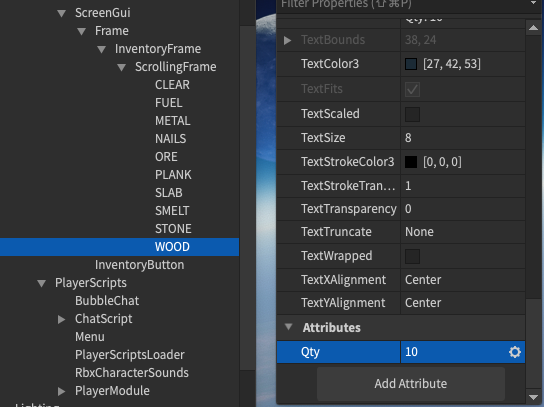 ScreenGui
Frame
InventoryFrame
ScrollingFrame
CLEAR
FUEL
METAL
NAILS
ORE
PLANK
SLAB
SMELT
STONE
WOOD
InventoryButton
PlayerScripts
BubbleChat
ChatScript
Menu
PlayerScriptsLoader
RbxCharacterSounds
PlayerModule
Lighting
Filter Properties (⇧⌘P)
Qty: 10
TextBounds 38, 24
TextColor3 [27, 42, 53]
TextFits
TextScaled
TextSize 8
TextStrokeColor3 [0, 0, 0]
TextStrokeTran... 1
TextTransparency 0
TextTruncate None
TextWrapped
TextXAlignment Center
TextYAlignment Center
Attributes
Qty 10
Add Attribute